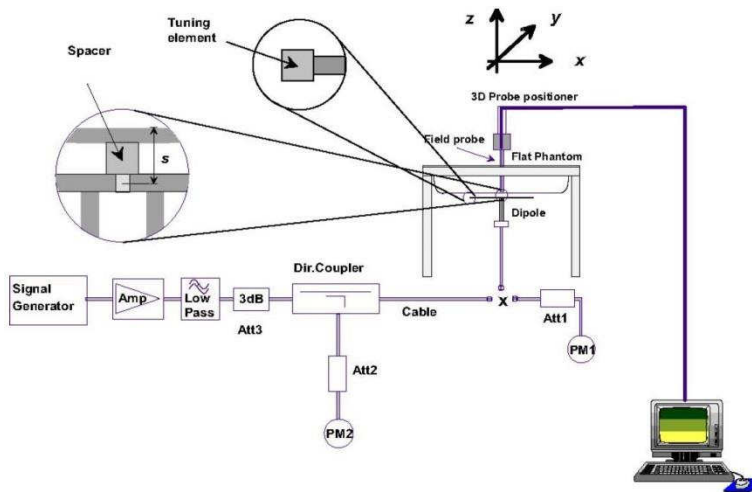 Tuning
element
Spacer
s
z
y
x
3D Probe positioner
Field probe
Flat Phantom
Dipole
Signal
Generator
Amp
Low
Pass
3dB
Att3
Dir.Coupler
Cable
x
Att1
PM1
Att2
PM2